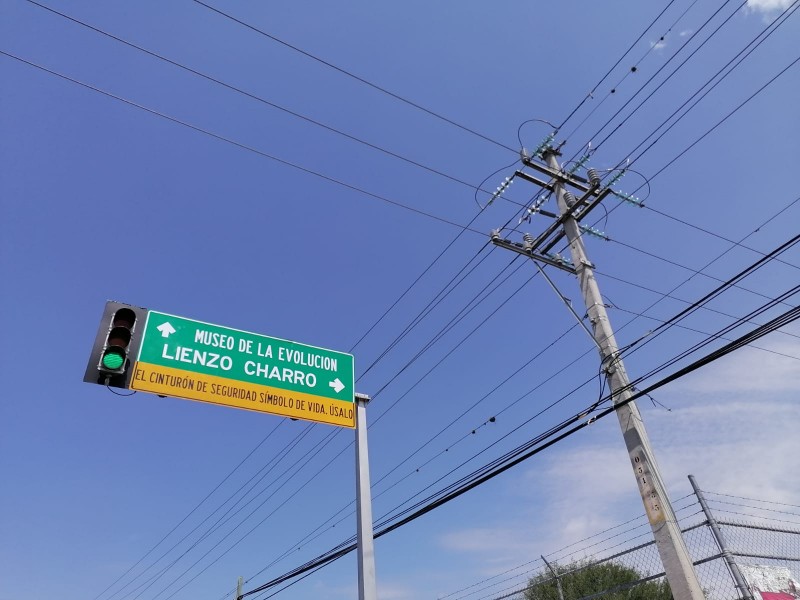 MUSEO DE LA EVOLUCION
LIENZO CHARRO
EL CINTURÓN DE SEGURIDAD SÍMBOLO DE VIDA, ÚSALO